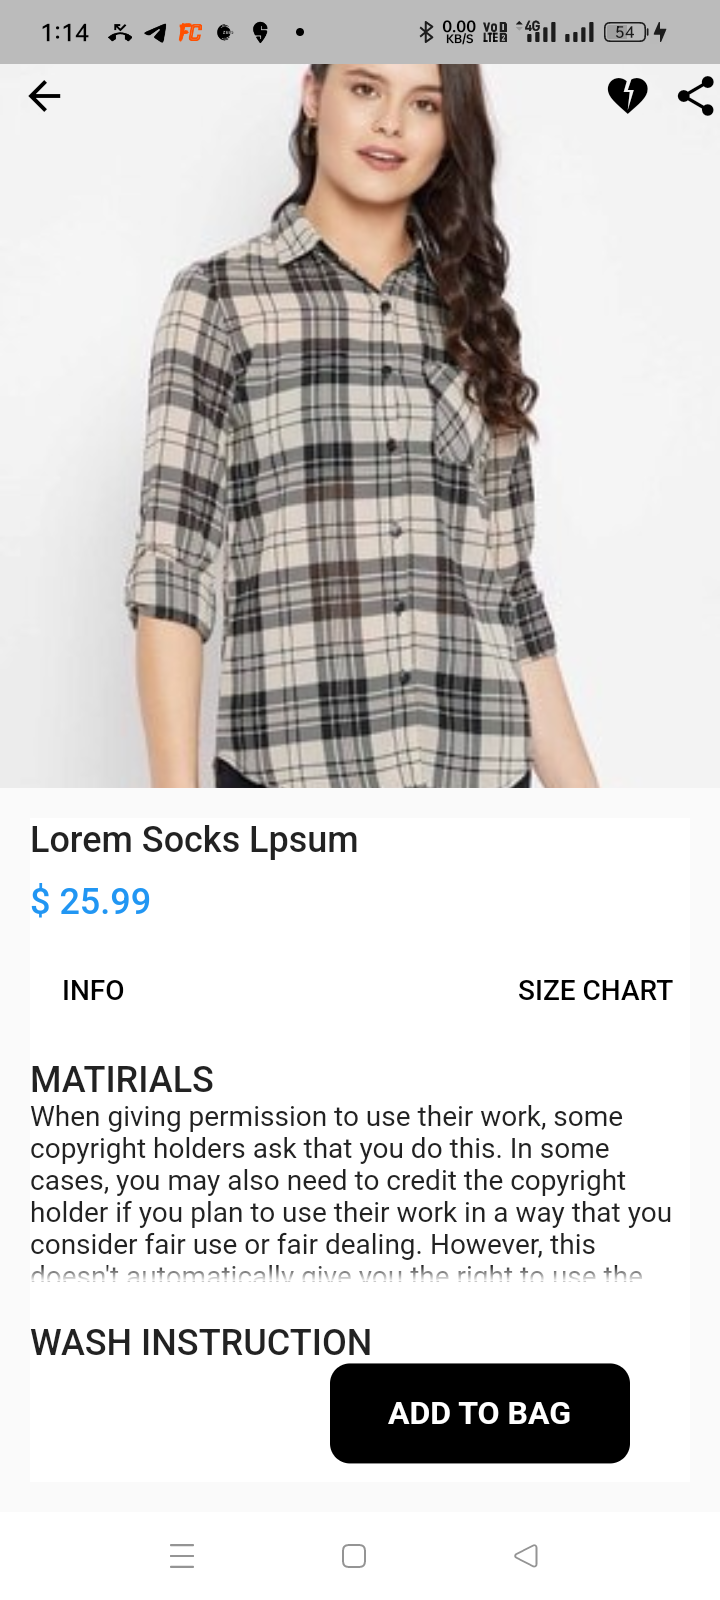 1:14 FC 0.00 KB/S VoD LTE2 4G 54
Lorem Socks Lpsum
$ 25.99
INFO SIZE CHART
MATIRIALS
When giving permission to use their work, some
copyright holders ask that you do this. In some
cases, you may also need to credit the copyright
holder if you plan to use their work in a way that you
consider fair use or fair dealing. However, this
doesn't automatically give you the right to use the
WASH INSTRUCTION
ADD TO BAG